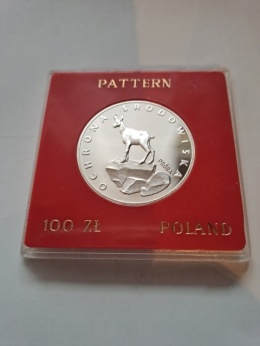 PATTERN
OCHRONA ŚRODOWISKA
PRÓBA
100 ZŁ POLAND